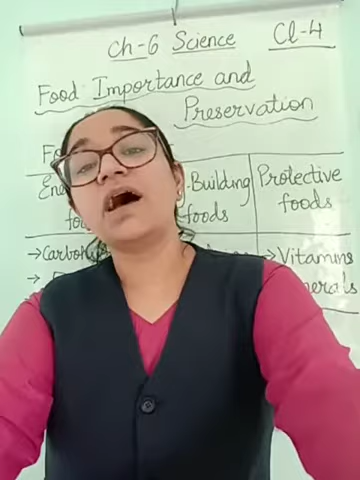 Ch-6 Science Cl-4
Food Importance and
Preservation
Building Protective
foods foods
→ Vitamins